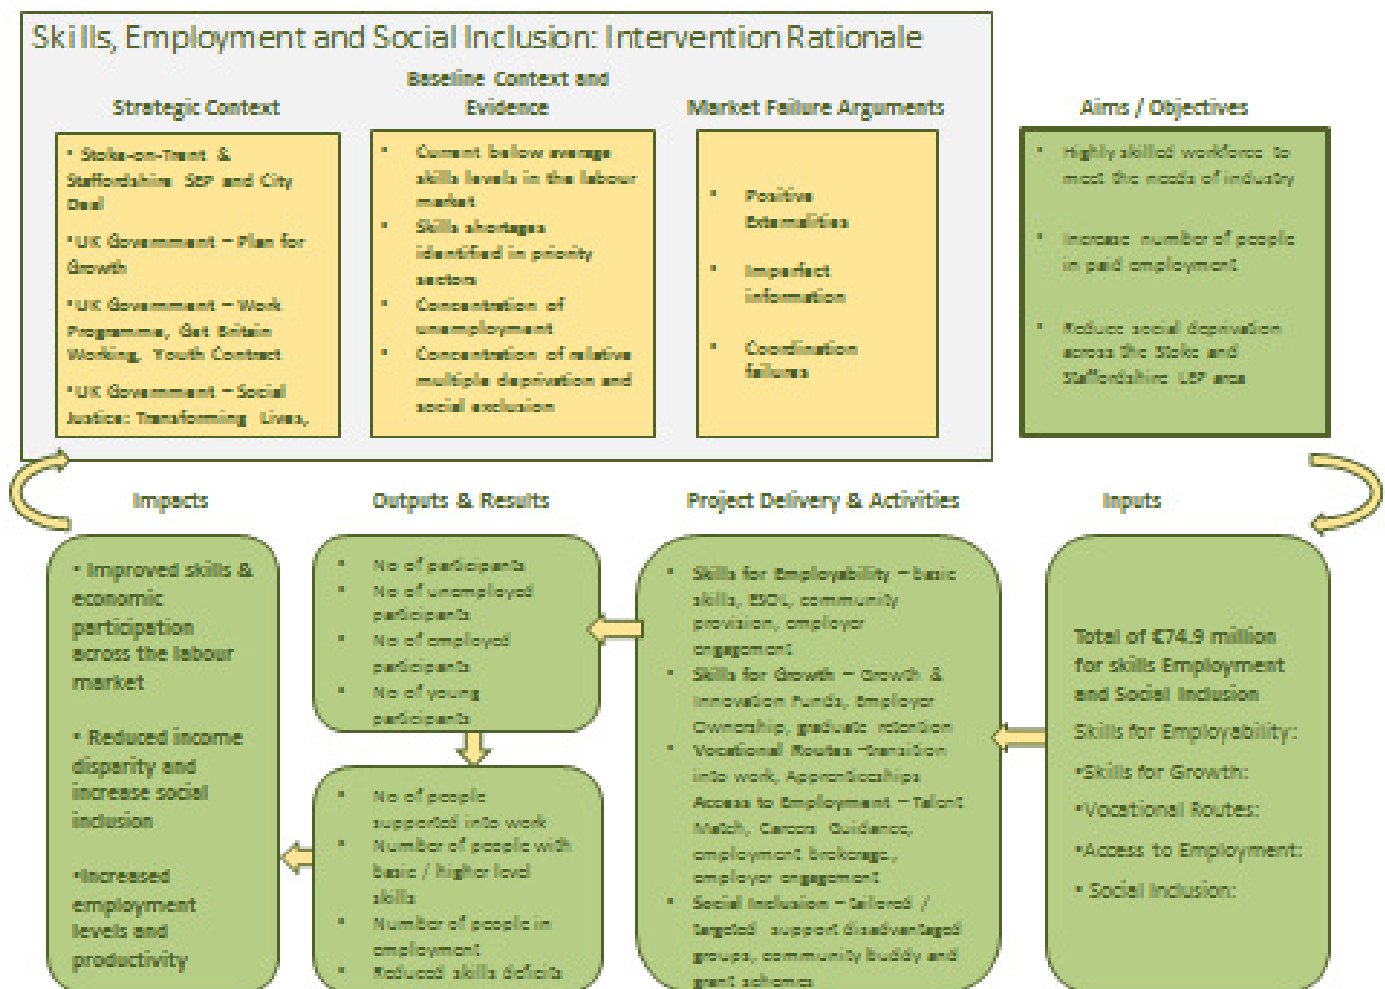 Skills, Employment and Social Inclusion: Intervention Rationale
Strategic Context
• Stoke-on-Trent &
Staffordshire SEP and City
Deal
•UK Government – Plan for
Growth
•UK Government – Work
Programme, Get Britain
Working, Youth Contract
•UK Government – Social
Justice: Transforming Lives,
Baseline Context and
Evidence
• Current below average
skills levels in the labour
market
• Skills shortages
identified in priority
sectors
• Concentration of
unemployment
• Concentration of relative
multiple deprivation and
social exclusion
Market Failure Arguments
• Positive
Externalities
• Imperfect
information
• Coordination
failures
Aims / Objectives
• Highly skilled workforce to
meet the needs of industry
• Increase number of people
in paid employment
• Reduce social deprivation
across the Stoke and
Staffordshire LEP area
Impacts
• Improved skills &
economic
participation
across the labour
market
• Reduced income
disparity and
increase social
inclusion
•Increased
employment
levels and
productivity
Outputs & Results
• No of participants
• No of unemployed
participants
• No of employed
participants
• No of young
participants
• No of people
supported into work
• Number of people with
basic / higher level
skills
• Number of people in
employment
• Reduced skills deficits
Project Delivery & Activities
• Skills for Employability – basic
skills, ESOL, community
provision, employer
engagement
• Skills for Growth – Growth &
Innovation Funds, Employer
Ownership, graduate retention
• Vocational Routes –transition
into work, Apprenticeships
Access to Employment – Talent
Match, Careers Guidance,
employment brokerage,
employer engagement
• Social Inclusion – tailored /
targeted support disadvantaged
groups, community buddy and
grant schemes
Inputs
Total of €74.9 million
for skills Employment
and Social Inclusion
Skills for Employability:
•Skills for Growth:
•Vocational Routes:
•Access to Employment:
• Social Inclusion: